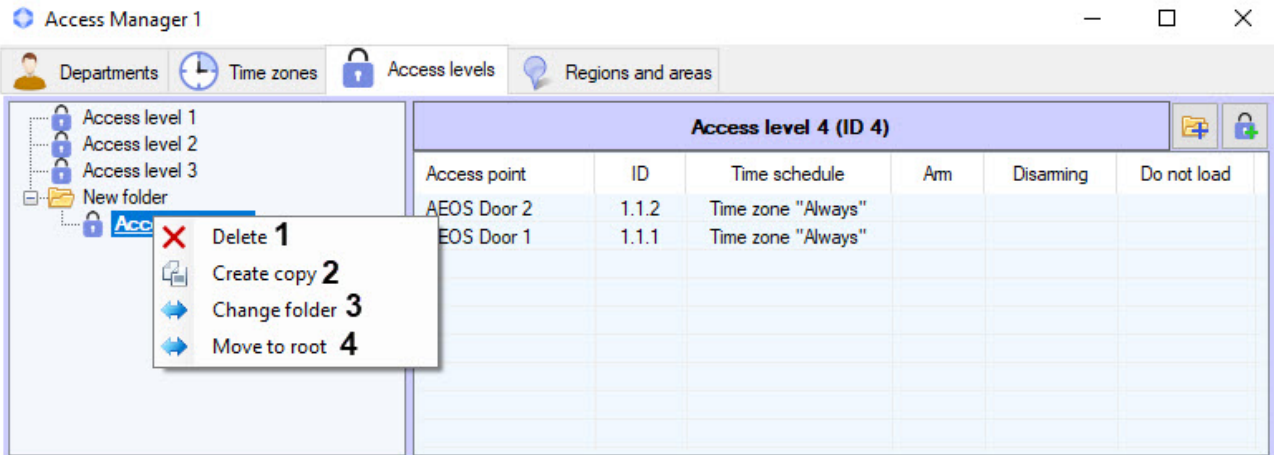 Access Manager 1
Departments Time zones Access levels Regions and areas
Access level 1
Access level 2
Access level 3
New folder
Acc
Delete 1
Create copy 2
Change folder 3
Move to root 4
Access level 4 (ID 4)
Access point ID Time schedule Arm Disarming Do not load
AEOS Door 2 1.1.2 Time zone "Always"
EOS Door 1 1.1.1 Time zone "Always"